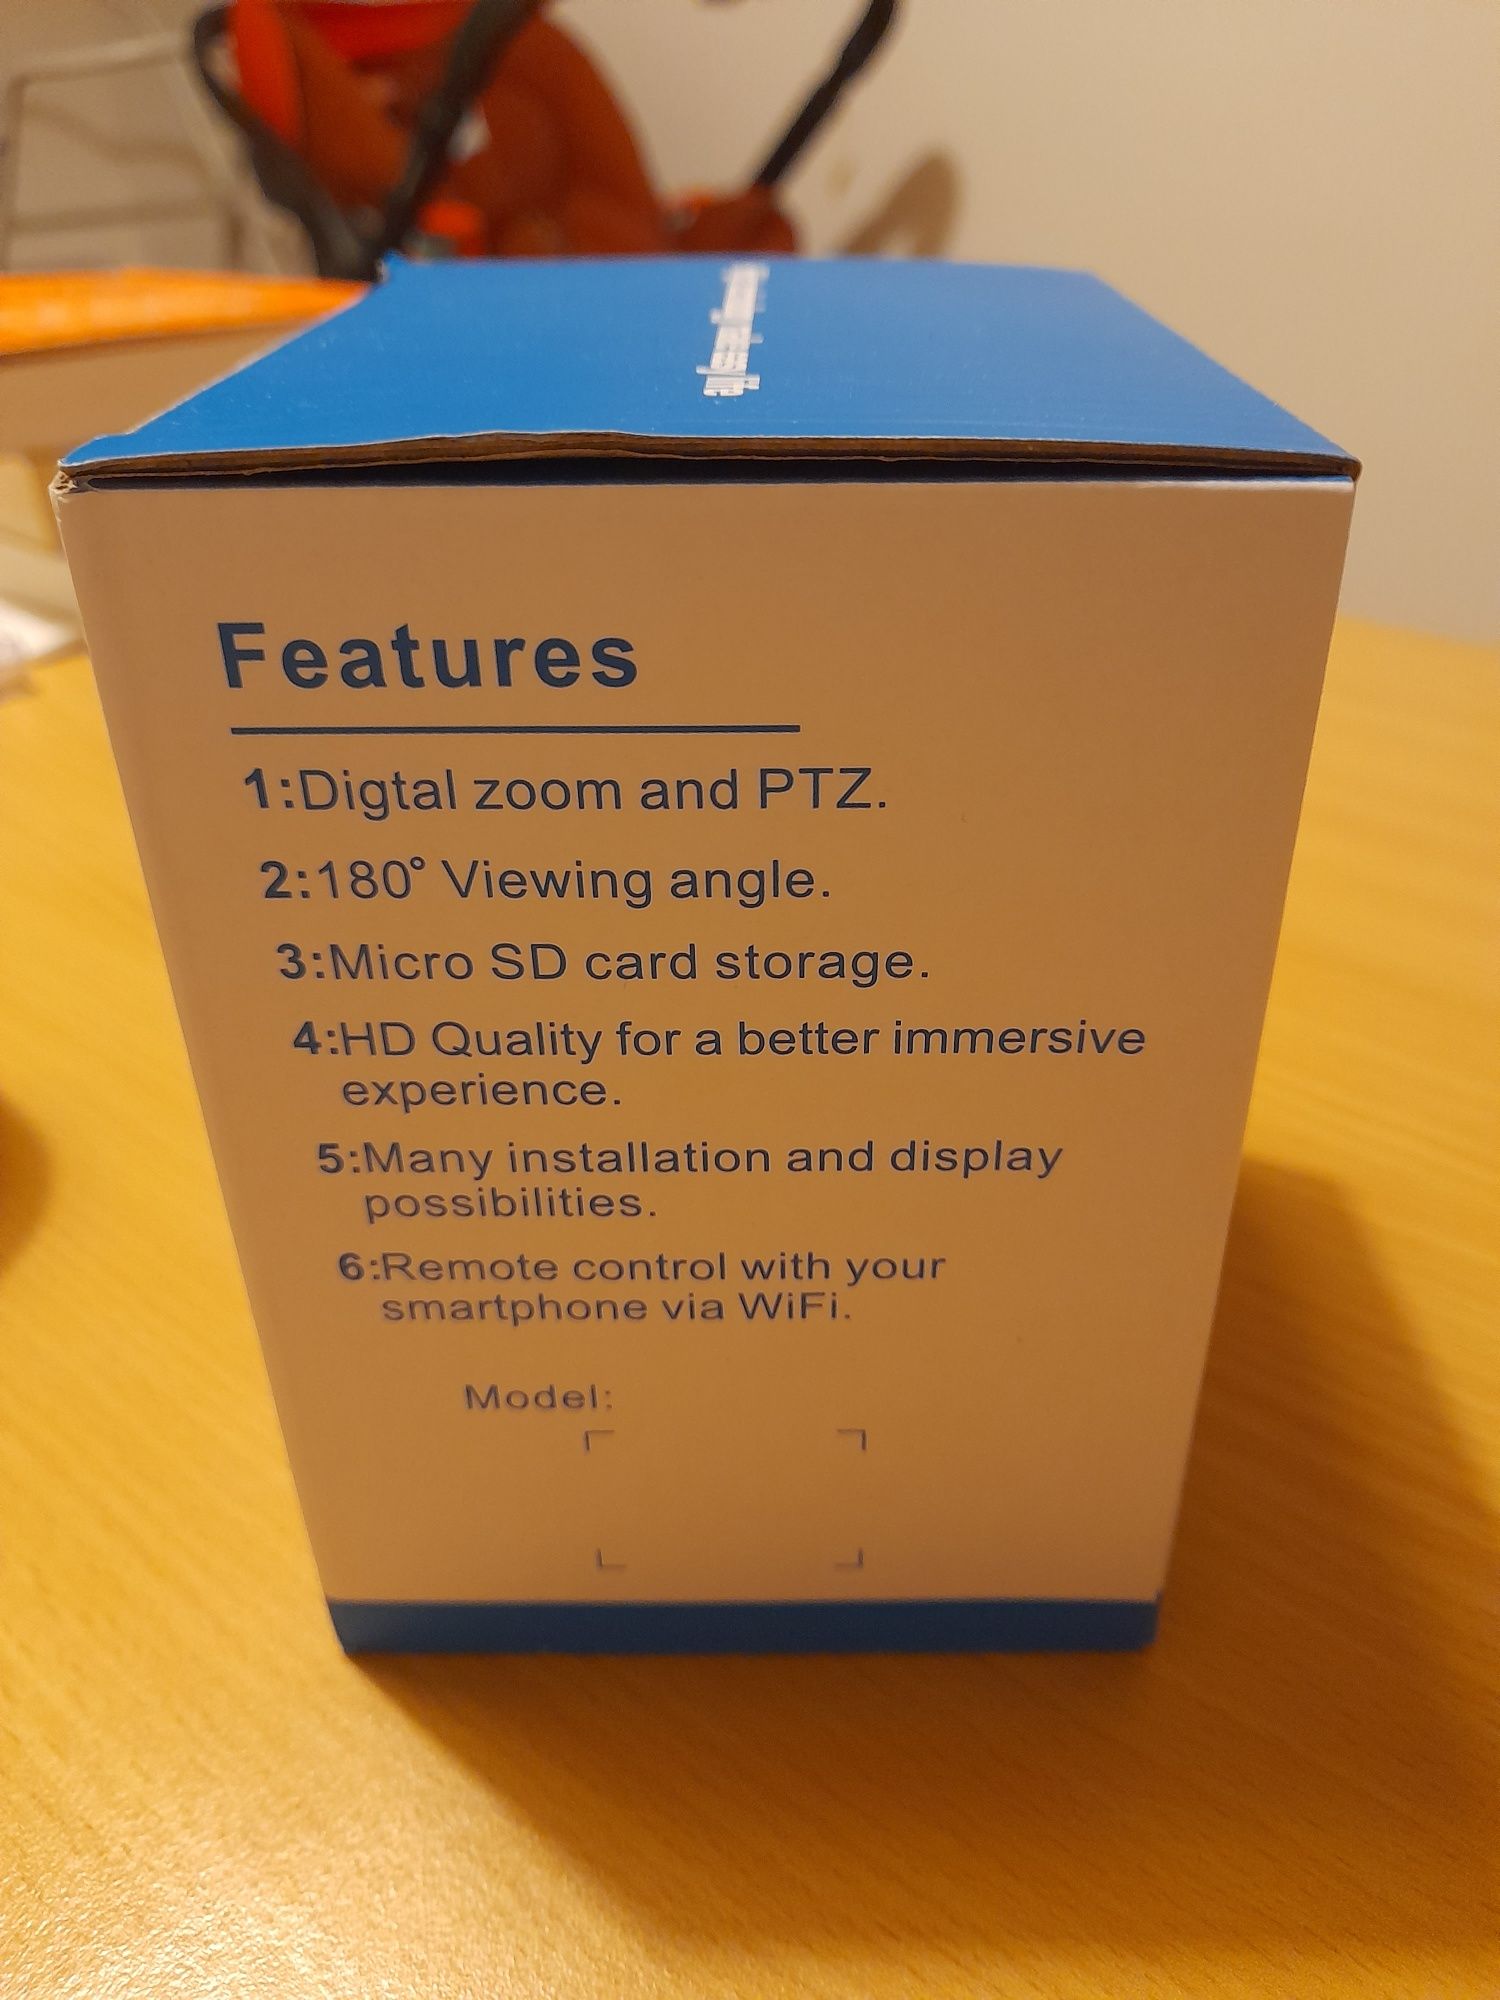 Features
1:Digtal zoom and PTZ.
2:180° Viewing angle.
3:Micro SD card storage.
4:HD Quality for a better immersive
experience.
5:Many installation and display
possibilities.
6:Remote control with your
smartphone via WiFi.
Model: